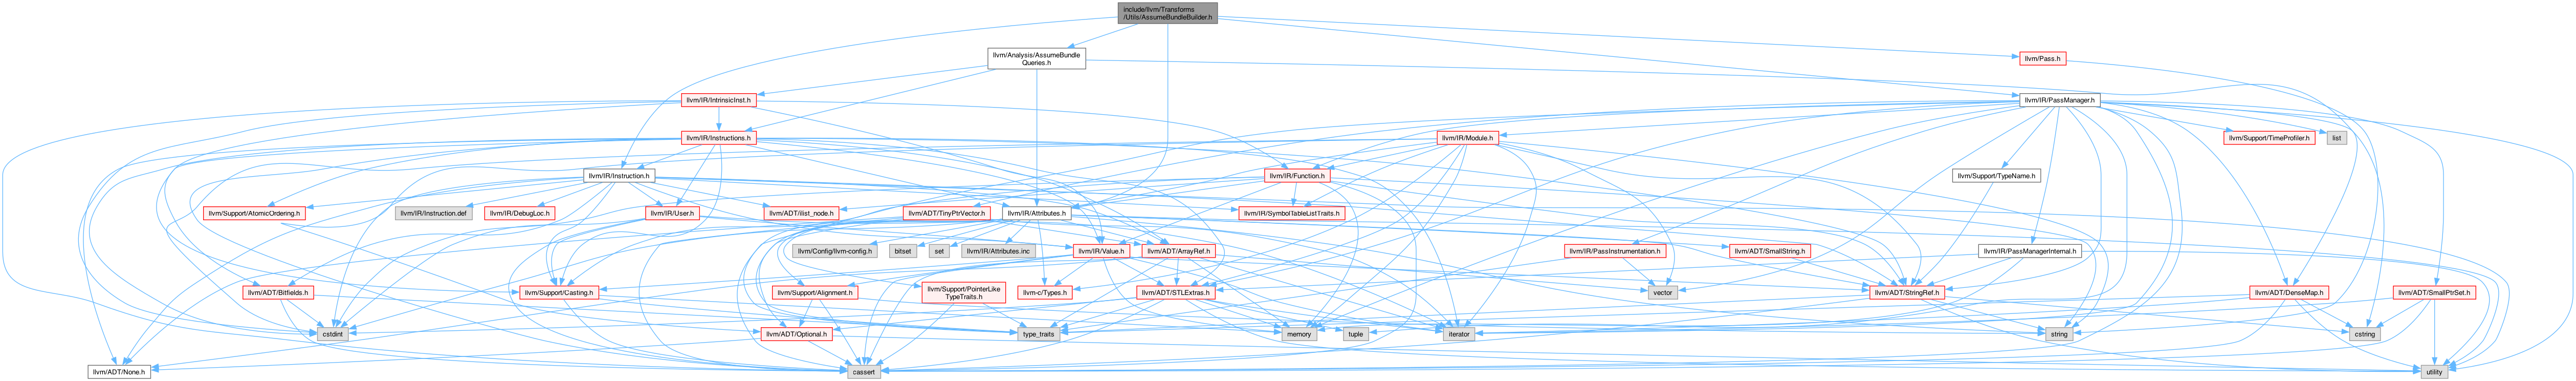 include/llvm/Transforms
/Utils/AssumeBundleBuilder.h
llvm/Analysis/AssumeBundle
Queries.h
llvm/Pass.h
llvm/IR/IntrinsicInst.h
llvm/IR/PassManager.h
llvm/IR/Instructions.h
llvm/IR/Module.h
llvm/Support/TimeProfiler.h
list
llvm/IR/Instruction.h
llvm/IR/Function.h
llvm/Support/TypeName.h
llvm/Support/AtomicOrdering.h
llvm/IR/Instruction.def
llvm/IR/DebugLoc.h
llvm/IR/User.h
llvm/ADT/ilist_node.h
llvm/ADT/TinyPtrVector.h
llvm/IR/Attributes.h
llvm/IR/SymbolTableListTraits.h
llvm/Config/llvm-config.h
bitset
set
llvm/IR/Attributes.inc
llvm/IR/Value.h
llvm/ADT/ArrayRef.h
llvm/IR/PassInstrumentation.h
llvm/ADT/SmallString.h
llvm/IR/PassManagerInternal.h
llvm/ADT/Bitfields.h
llvm/Support/Casting.h
llvm/Support/Alignment.h
llvm/Support/PointerLike
TypeTraits.h
llvm-c/Types.h
llvm/ADT/STLExtras.h
vector
llvm/ADT/StringRef.h
llvm/ADT/DenseMap.h
llvm/ADT/SmallPtrSet.h
cstdint
llvm/ADT/Optional.h
type_traits
memory
tuple
iterator
string
cstring
llvm/ADT/None.h
cassert
utility